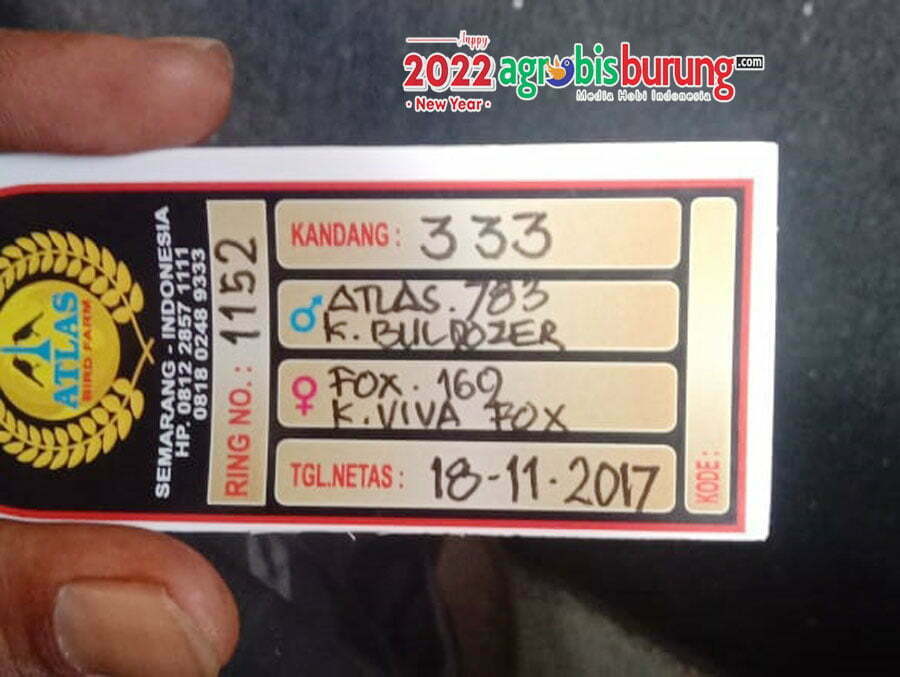 Happy
2022
New Year
agrobisburung.com
Media Hobi Indonesia
ATLAS
BIRD FARM
SEMARANG - INDONESIA
HP. 0812 2857 1111
0818 0248 9333
RING NO. : 1152
KANDANG : 333
♂ ATLAS . 783
K. BULDOZER
♀ FOX . 169
K. VIVA FOX
TGL.NETAS : 18-11-2017
KODE :